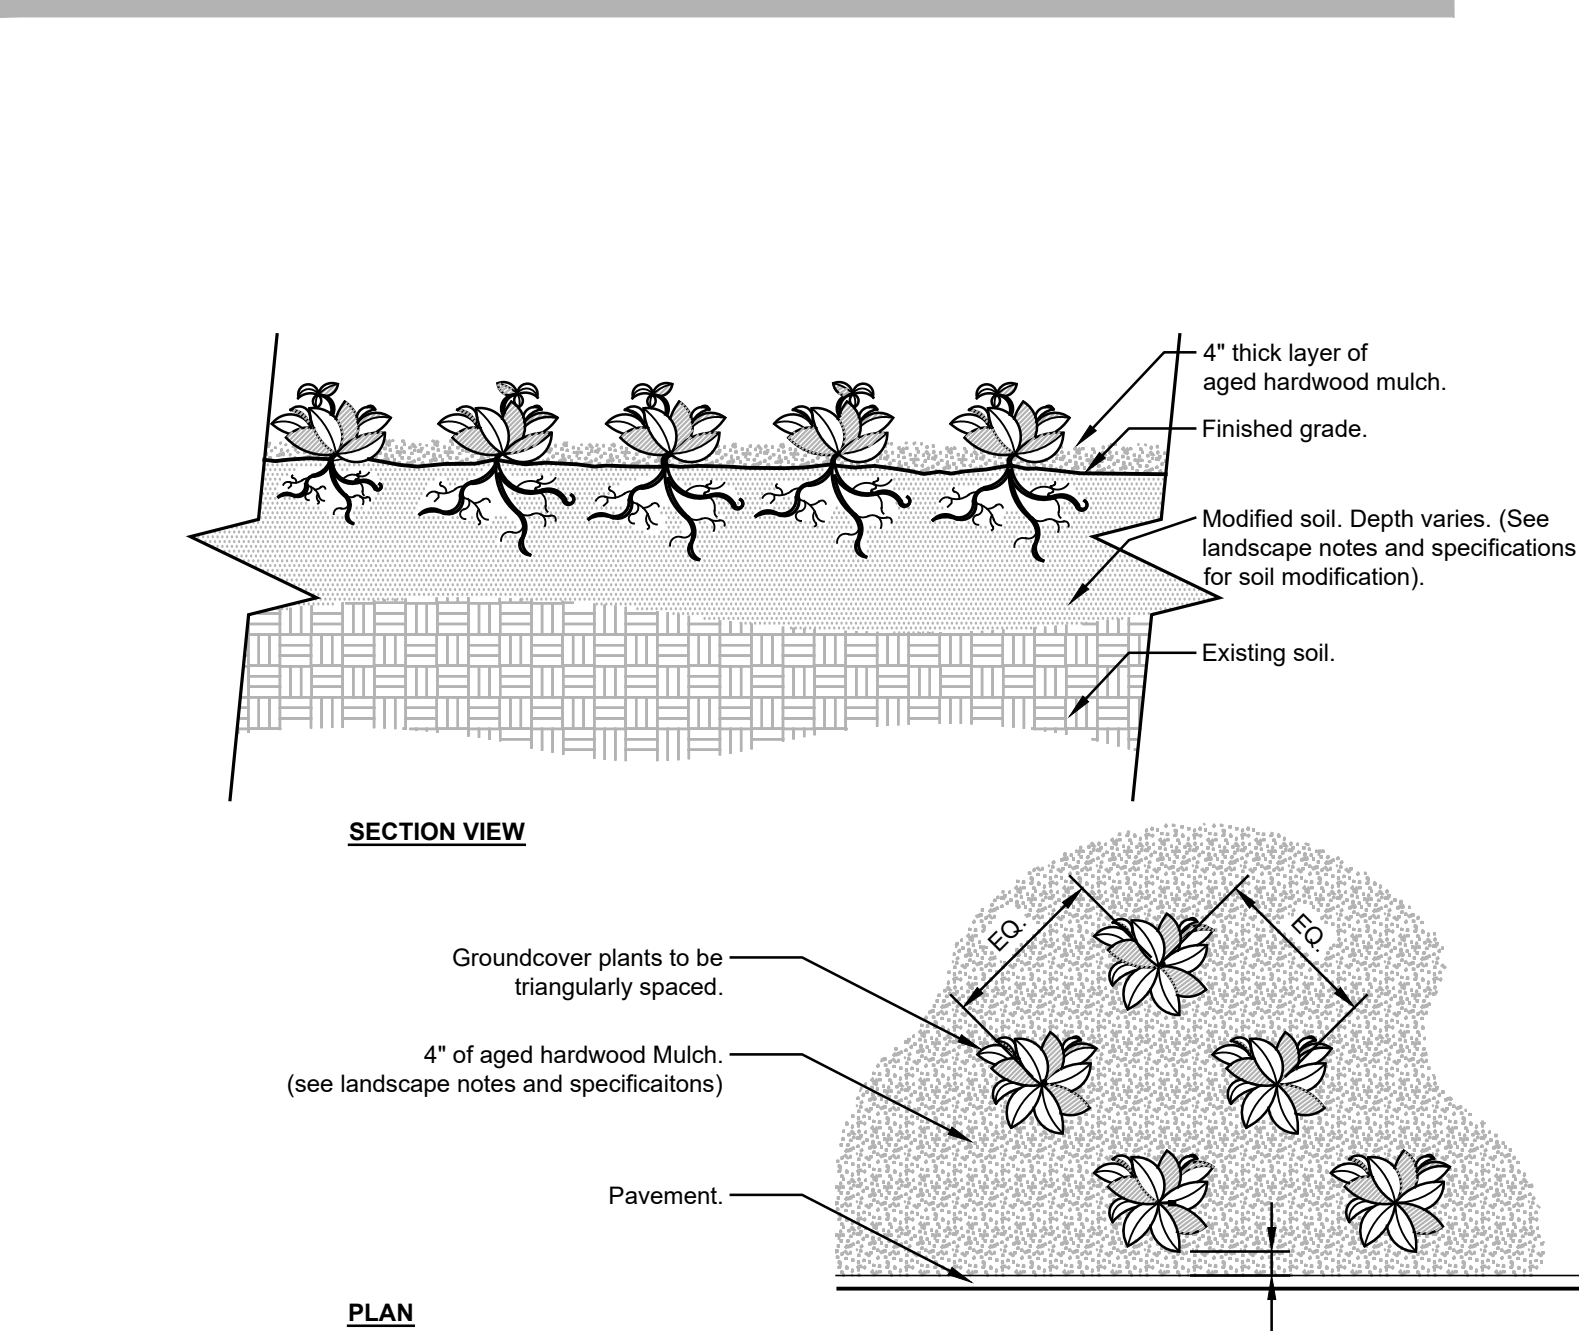 4" thick layer of
aged hardwood mulch.
Finished grade.
Modified soil. Depth varies. (See
landscape notes and specifications
for soil modification).
Existing soil.
SECTION VIEW
EQ.
EQ.
Groundcover plants to be
triangularly spaced.
4" of aged hardwood Mulch.
(see landscape notes and specificaitons)
Pavement.
PLAN